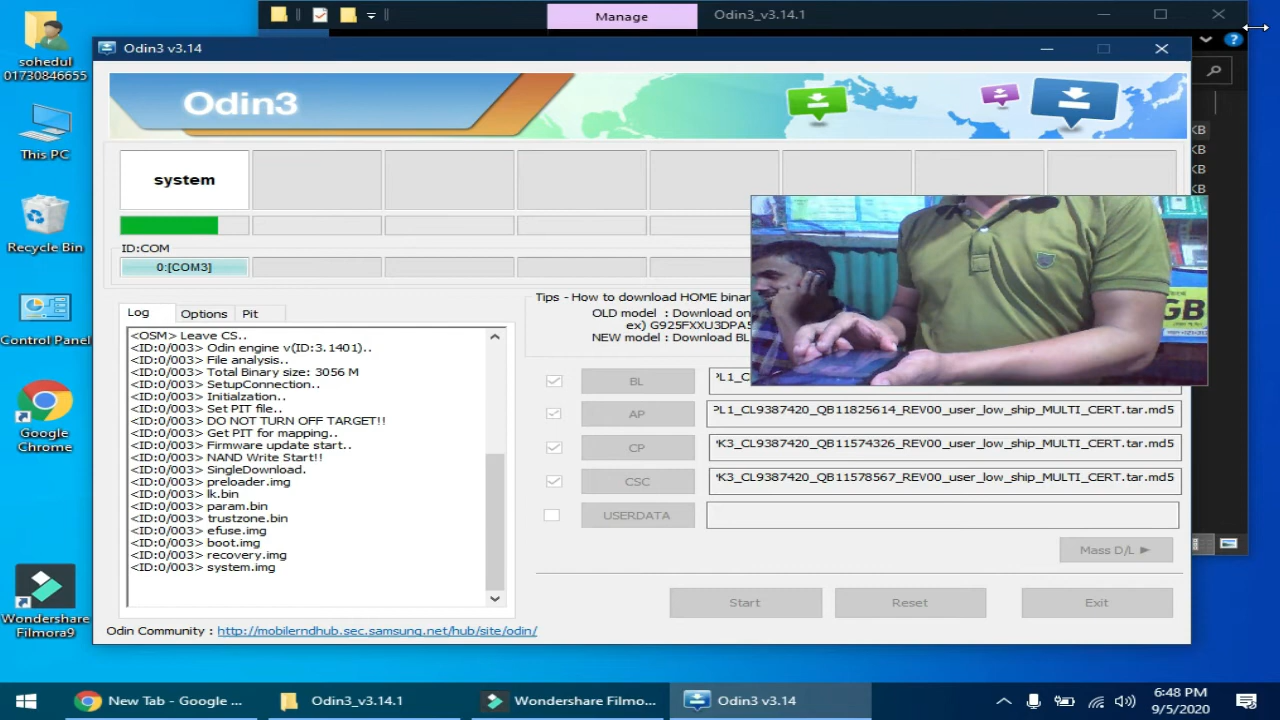 Manage
Odin3_v3.14.1
sohedul
01730846655
This PC
Recycle Bin
Control Panel
Google
Chrome
Wondershare
Filmora9
Odin3 v3.14
Odin3
system
ID:COM
0:[COM3]
Log
Options
Pit
<OSM> Leave CS..
<ID:0/003> Odin engine v(ID:3.1401)..
<ID:0/003> File analysis..
<ID:0/003> Total Binary size: 3056 M
<ID:0/003> SetupConnection..
<ID:0/003> Initialzation..
<ID:0/003> Set PIT file..
<ID:0/003> DO NOT TURN OFF TARGET!!
<ID:0/003> Get PIT for mapping..
<ID:0/003> Firmware update start..
<ID:0/003> NAND Write Start!!
<ID:0/003> SingleDownload.
<ID:0/003> preloader.img
<ID:0/003> lk.bin
<ID:0/003> param.bin
<ID:0/003> trustzone.bin
<ID:0/003> efuse.img
<ID:0/003> boot.img
<ID:0/003> recovery.img
<ID:0/003> system.img
Odin Community : http://mobilerndhub.sec.samsung.net/hub/site/odin/
Tips - How to download HOME binar
OLD model : Download on
ex) G925FXXU3DPA5
NEW model : Download BL
KB
KB
KB
KB
GB
BL
AP
PL1_CL9387420_QB11825614_REV00_user_low_ship_MULTI_CERT.tar.md5
CP
K3_CL9387420_QB11574326_REV00_user_low_ship_MULTI_CERT.tar.md5
CSC
K3_CL9387420_QB11578567_REV00_user_low_ship_MULTI_CERT.tar.md5
USERDATA
Mass D/L ▶
Start
Reset
Exit
New Tab - Google ...
Odin3_v3.14.1
Wondershare Filmo...
Odin3 v3.14
6:48 PM
9/5/2020